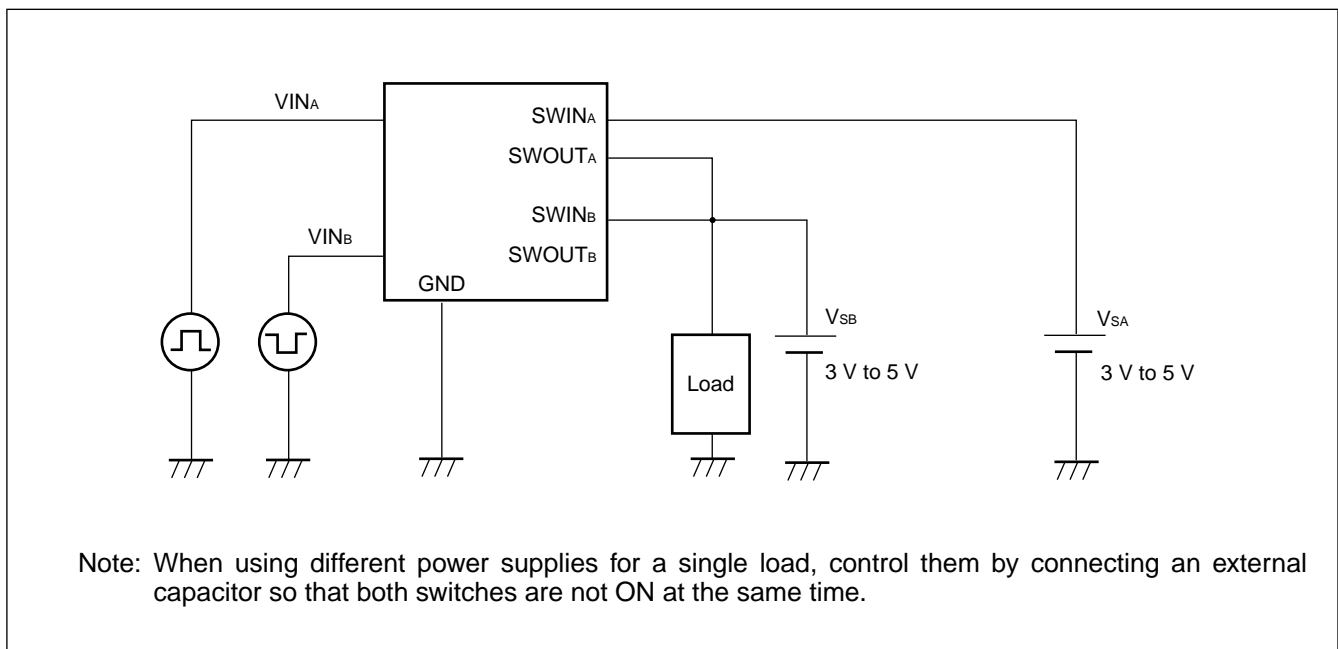 VINA
SWINA
SWOUTA
SWINB
VINB
SWOUTB
GND
VSB
VSA
3 V to 5 V
3 V to 5 V
Load
Note: When using different power supplies for a single load, control them by connecting an external
capacitor so that both switches are not ON at the same time.